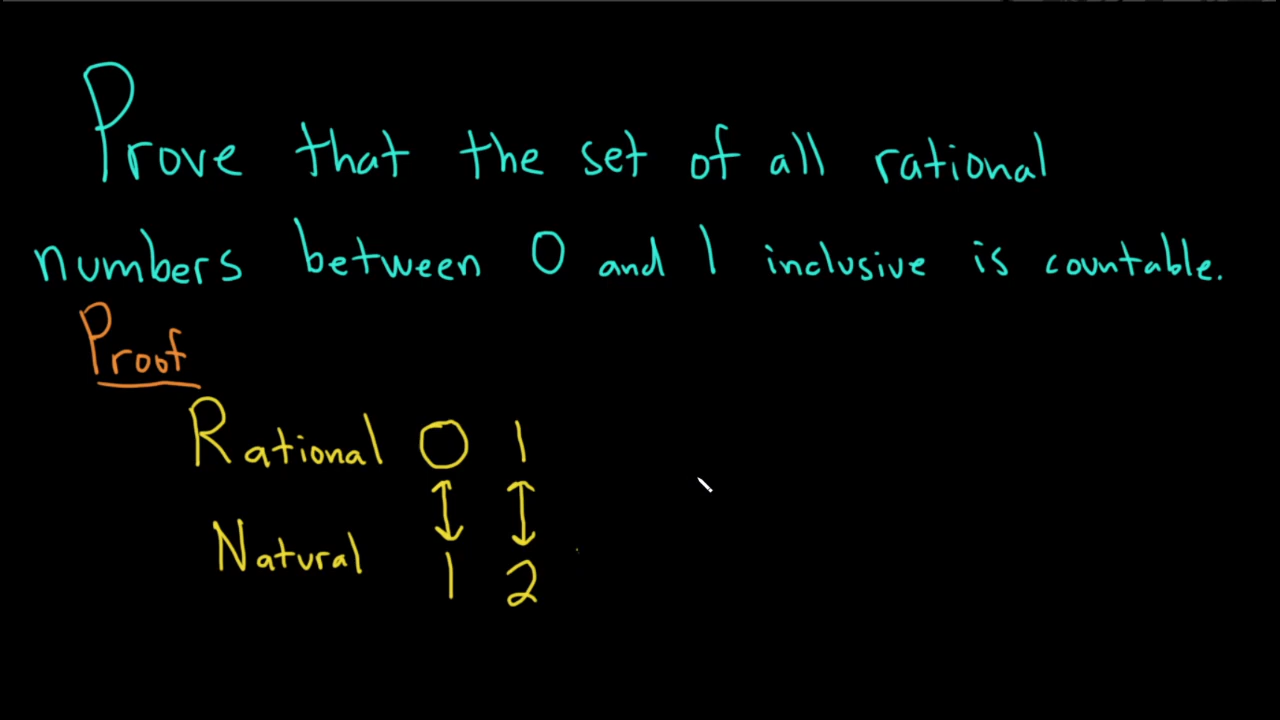 Prove that the set of all rational
numbers between 0 and 1 inclusive is countable.
Proof
Rational 0 1
Natural 1 2